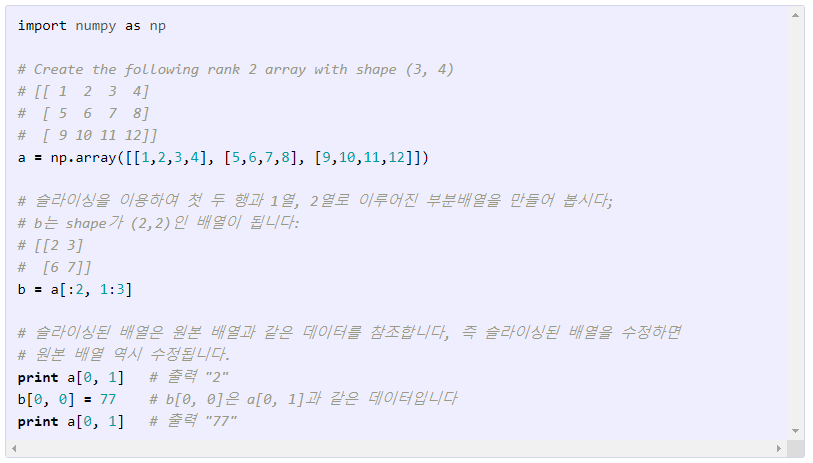 import numpy as np
# Create the following rank 2 array with shape (3, 4)
# [[ 1  2  3  4]
#  [ 5  6  7  8]
#  [ 9 10 11 12]]
a = np.array([[1,2,3,4], [5,6,7,8], [9,10,11,12]])
# 슬라이싱을 이용하여 첫 두 행과 1열, 2열로 이루어진 부분배열을 만들어 봅시다;
# b는 shape가 (2,2)인 배열이 됩니다:
# [[2 3]
#  [6 7]]
b = a[:2, 1:3]
# 슬라이싱된 배열은 원본 배열과 같은 데이터를 참조합니다, 즉 슬라이싱된 배열을 수정하면
# 원본 배열 역시 수정됩니다.
print a[0, 1]   # 출력 "2"
b[0, 0] = 77    # b[0, 0]은 a[0, 1]과 같은 데이터입니다
print a[0, 1]   # 출력 "77"